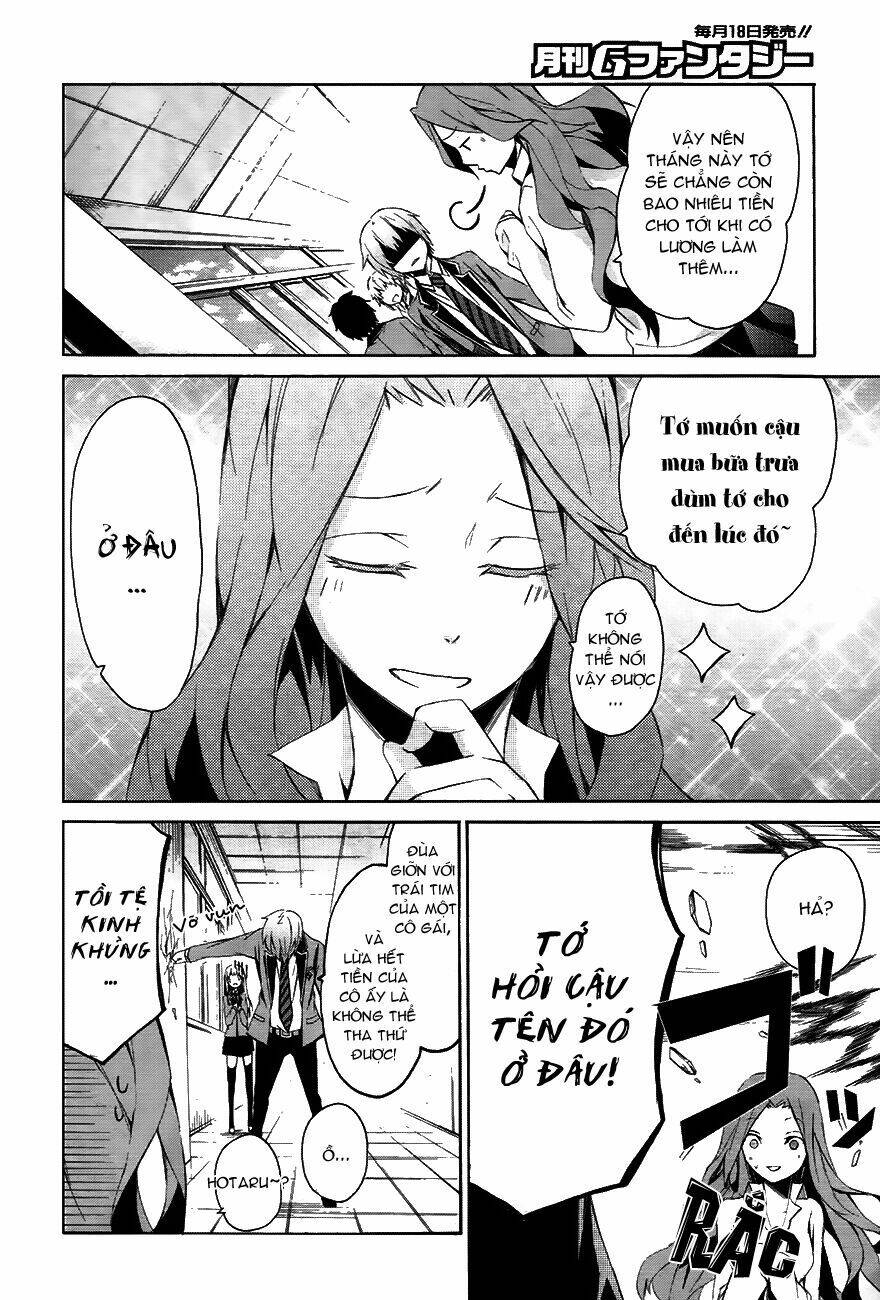 毎月18日発売!!
月刊Gファンタジー
VẬY NÊN
THÁNG NÀY TỚ
SẼ CHẲNG CÒN
BAO NHIÊU TIỀN
CHO TỚI KHI CÓ
LƯƠNG LÀM
THÊM...
Tớ muốn cậu
mua bữa trưa
dùm tớ cho
đến lúc đó~
TỚ
KHÔNG
THỂ NÓI
VẬY ĐƯỢC
...
Ở ĐÂU
...
HẢ?
TỚ
HỎI CẬU
TÊN ĐÓ
Ở ĐÂU!
RẮC
ĐÙA
GIỠN VỚI
TRÁI TIM
CỦA MỘT
CÔ GÁI,
VÀ
LỪA HẾT
TIỀN CỦA
CÔ ẤY LÀ
KHÔNG THỂ
THA THỨ
ĐƯỢC!
Vỡ vụn
TỒI TỆ
KINH
KHỦNG
...
Ồ...
HOTARU~?